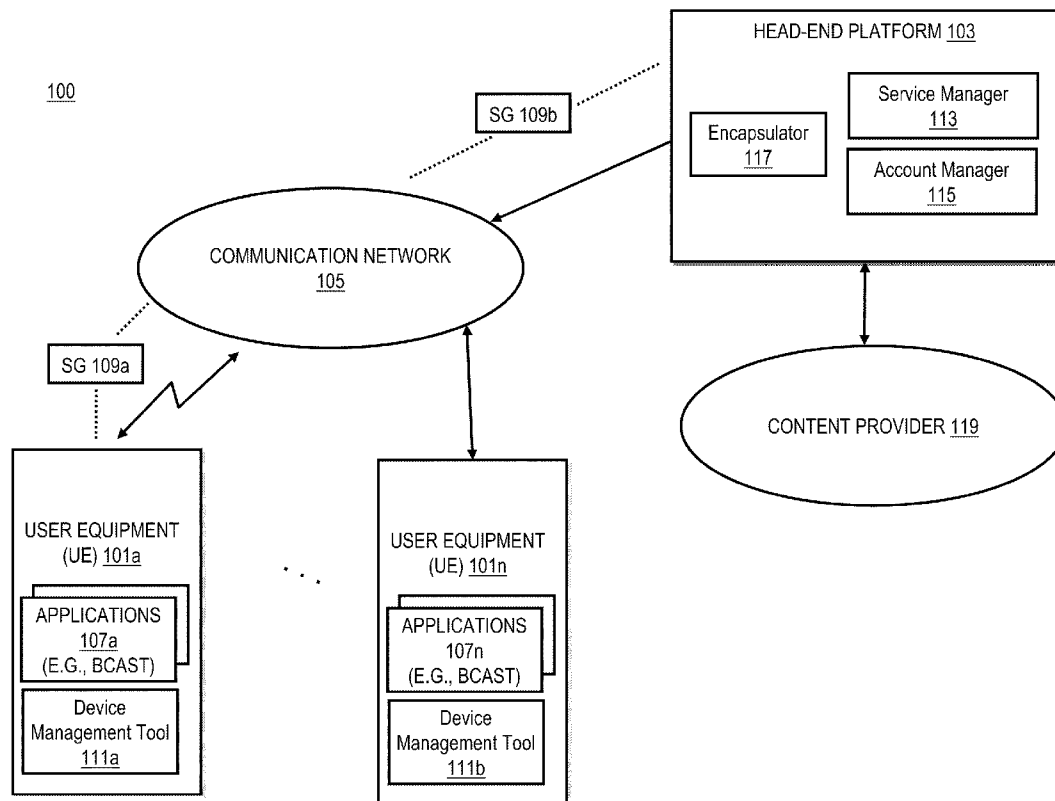 100
HEAD-END PLATFORM 103
Service Manager
113
Encapsulator
117
Account Manager
115
SG 109b
COMMUNICATION NETWORK
105
SG 109a
CONTENT PROVIDER 119
USER EQUIPMENT
(UE) 101a
APPLICATIONS
107a
(E.G., BCAST)
Device
Management Tool
111a
. . .
USER EQUIPMENT
(UE) 101n
APPLICATIONS
107n
(E.G., BCAST)
Device
Management Tool
111b